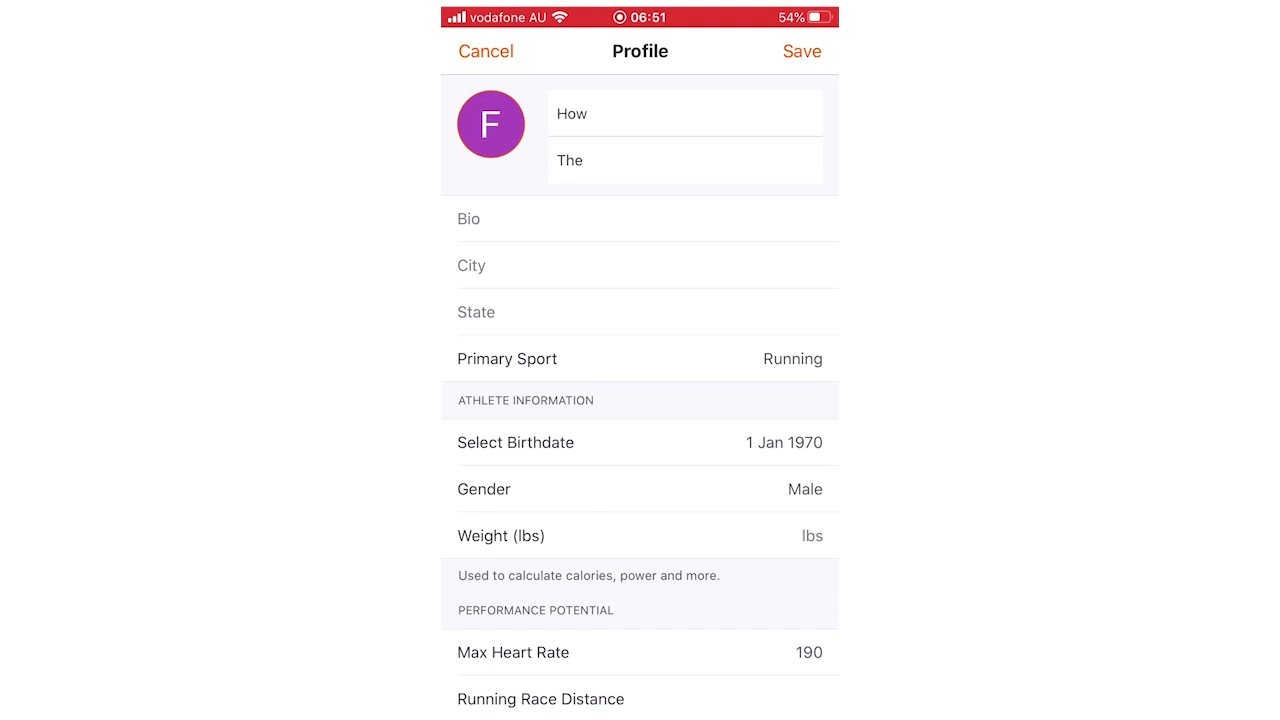 vodafone AU 06:51 54%
Cancel Profile Save
F
How
The
Bio
City
State
Primary Sport Running
ATHLETE INFORMATION
Select Birthdate 1 Jan 1970
Gender Male
Weight (lbs) lbs
Used to calculate calories, power and more.
PERFORMANCE POTENTIAL
Max Heart Rate 190
Running Race Distance